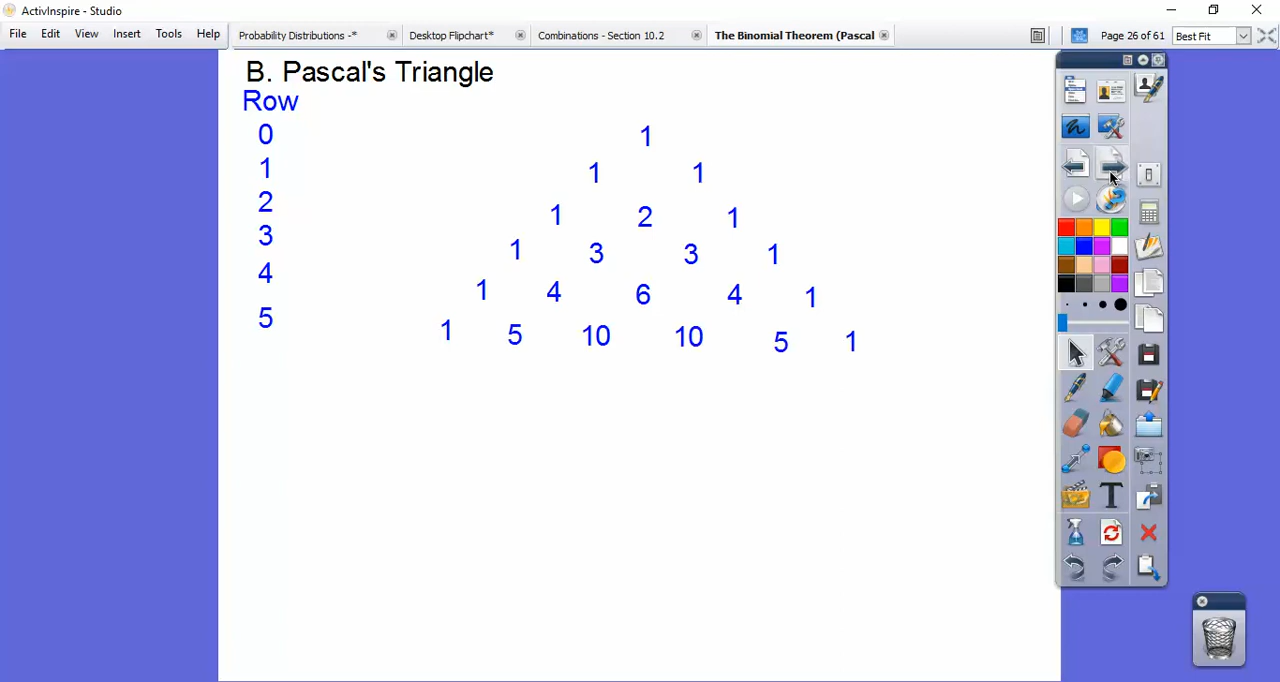 ActivInspire - Studio
File Edit View Insert Tools Help
Probability Distributions -* Desktop Flipchart* Combinations - Section 10.2 The Binomial Theorem (Pascal
Page 26 of 61 Best Fit
B. Pascal's Triangle
Row
0 1
1 1 1
2 1 2 1
3 1 3 3 1
4 1 4 6 4 1
5 1 5 10 10 5 1
T